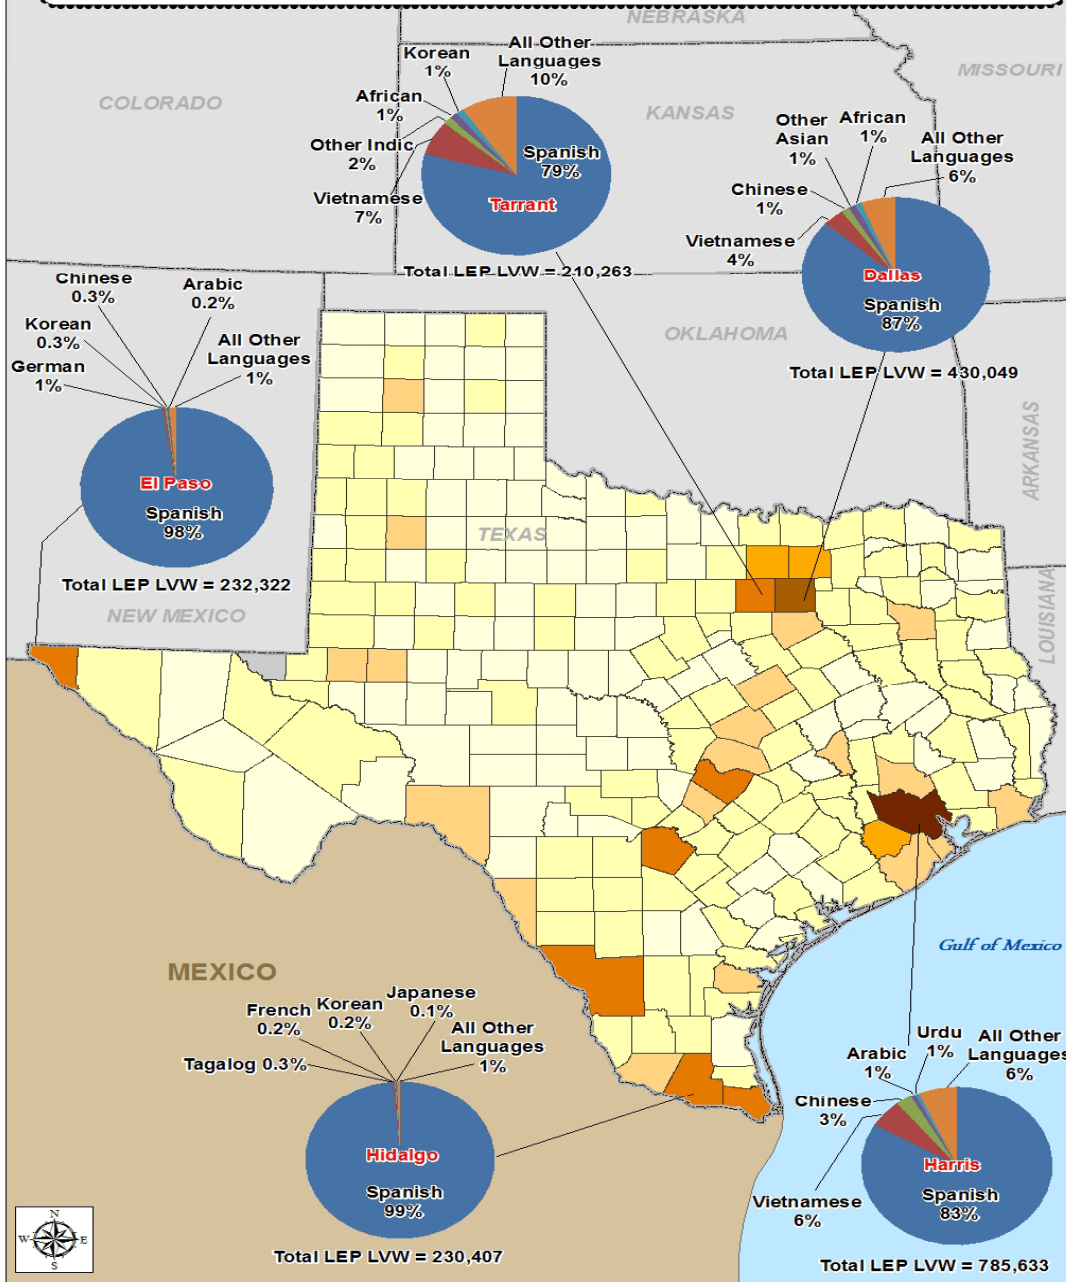 NEBRASKA
COLORADO
KANSAS
MISSOURI
Korean
1%
All Other
Languages
10%
African
1%
Other Indic
2%
Vietnamese
7%
Spanish
79%
Tarrant
Total LEP LVW = 210,263
Other
Asian
1%
African
1%
All Other
Languages
6%
Chinese
1%
Vietnamese
4%
Dallas
Spanish
87%
Total LEP LVW = 430,049
Chinese
0.3%
Arabic
0.2%
Korean
0.3%
All Other
Languages
1%
German
1%
El Paso
Spanish
98%
Total LEP LVW = 232,322
OKLAHOMA
ARKANSAS
TEXAS
NEW MEXICO
LOUISIANA
Gulf of Mexico
MEXICO
French
0.2%
Korean
0.2%
Japanese
0.1%
All Other
Languages
1%
Tagalog 0.3%
Hidalgo
Spanish
99%
Total LEP LVW = 230,407
Urdu
1%
All Other
Languages
6%
Arabic
1%
Chinese
3%
Vietnamese
6%
Harris
Spanish
83%
Total LEP LVW = 785,633
N
W
E
S